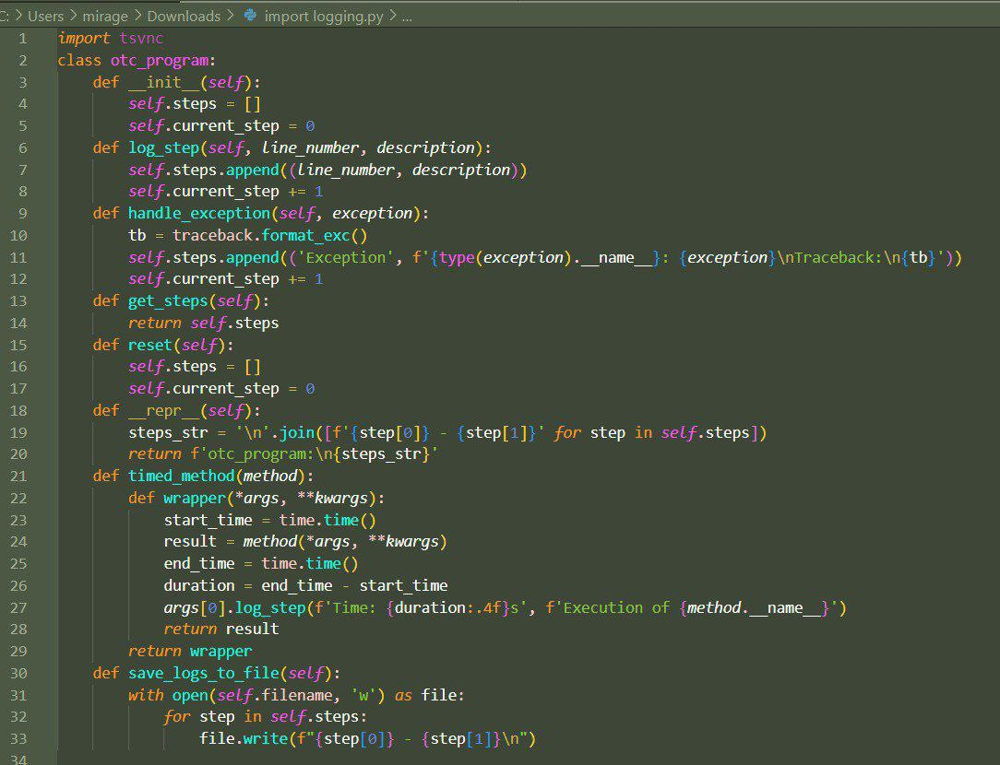 C: > Users > mirage > Downloads > import logging.py > ...
1 import tsvnc
2 class otc_program:
3     def __init__(self):
4         self.steps = []
5         self.current_step = 0
6     def log_step(self, line_number, description):
7         self.steps.append((line_number, description))
8         self.current_step += 1
9     def handle_exception(self, exception):
10         tb = traceback.format_exc()
11         self.steps.append(('Exception', f'{type(exception).__name__}: {exception}\nTraceback:\n{tb}'))
12         self.current_step += 1
13     def get_steps(self):
14         return self.steps
15     def reset(self):
16         self.steps = []
17         self.current_step = 0
18     def __repr__(self):
19         steps_str = '\n'.join([f'{step[0]} - {step[1]}' for step in self.steps])
20         return f'otc_program:\n{steps_str}'
21     def timed_method(method):
22         def wrapper(*args, **kwargs):
23             start_time = time.time()
24             result = method(*args, **kwargs)
25             end_time = time.time()
26             duration = end_time - start_time
27             args[0].log_step(f'Time: {duration:.4f}s', f'Execution of {method.__name__}')
28             return result
29         return wrapper
30     def save_logs_to_file(self):
31         with open(self.filename, 'w') as file:
32             for step in self.steps:
33                 file.write(f"{step[0]} - {step[1]}\n")
34